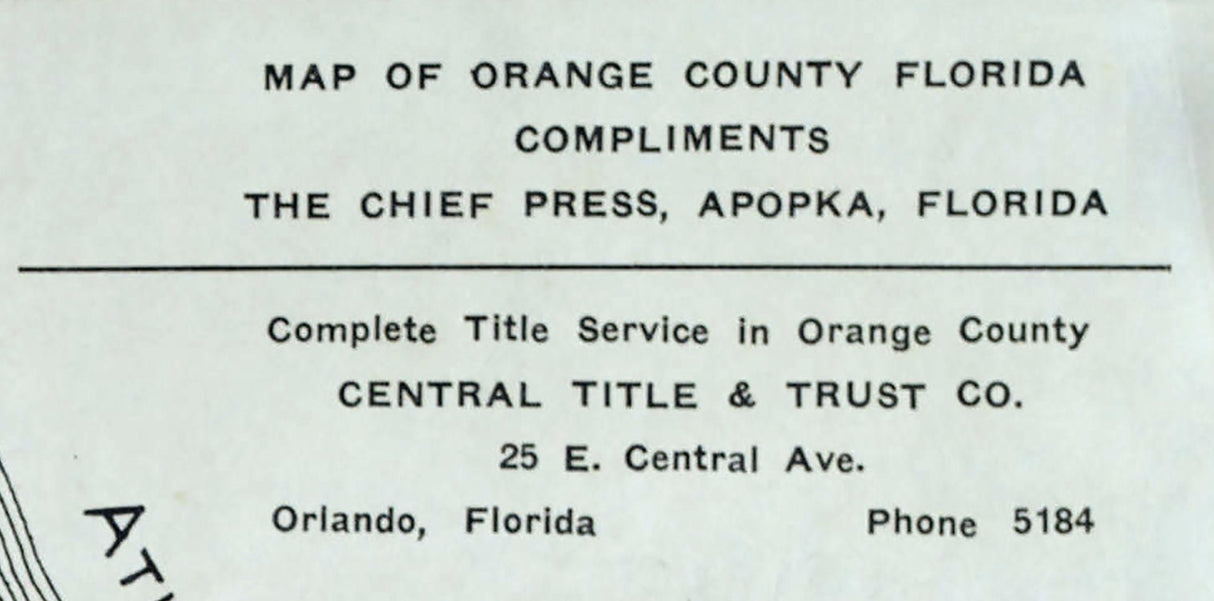 MAP OF ORANGE COUNTY FLORIDA
COMPLIMENTS
THE CHIEF PRESS, APOPKA, FLORIDA
Complete Title Service in Orange County
CENTRAL TITLE & TRUST CO.
25 E. Central Ave.
Orlando, Florida Phone 5184